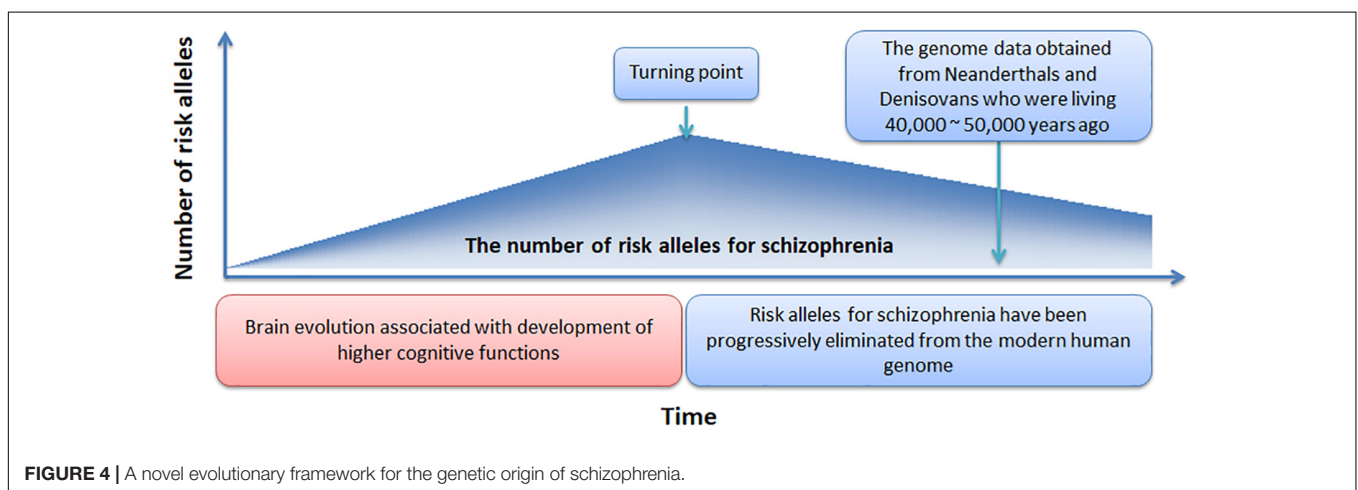 Number of risk alleles
Turning point
The genome data obtained
from Neanderthals and
Denisovans who were living
40,000 ~ 50,000 years ago
The number of risk alleles for schizophrenia
Brain evolution associated with development of
higher cognitive functions
Risk alleles for schizophrenia have been
progressively eliminated from the modern human
genome
Time
FIGURE 4 | A novel evolutionary framework for the genetic origin of schizophrenia.